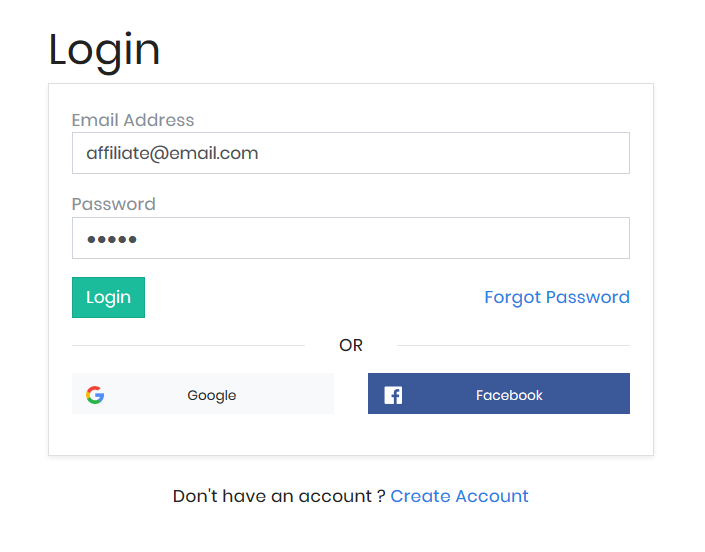 Login
Email Address
affiliate@email.com
Password
●●●●●
Login Forgot Password
OR
Google Facebook
Don't have an account ? Create Account